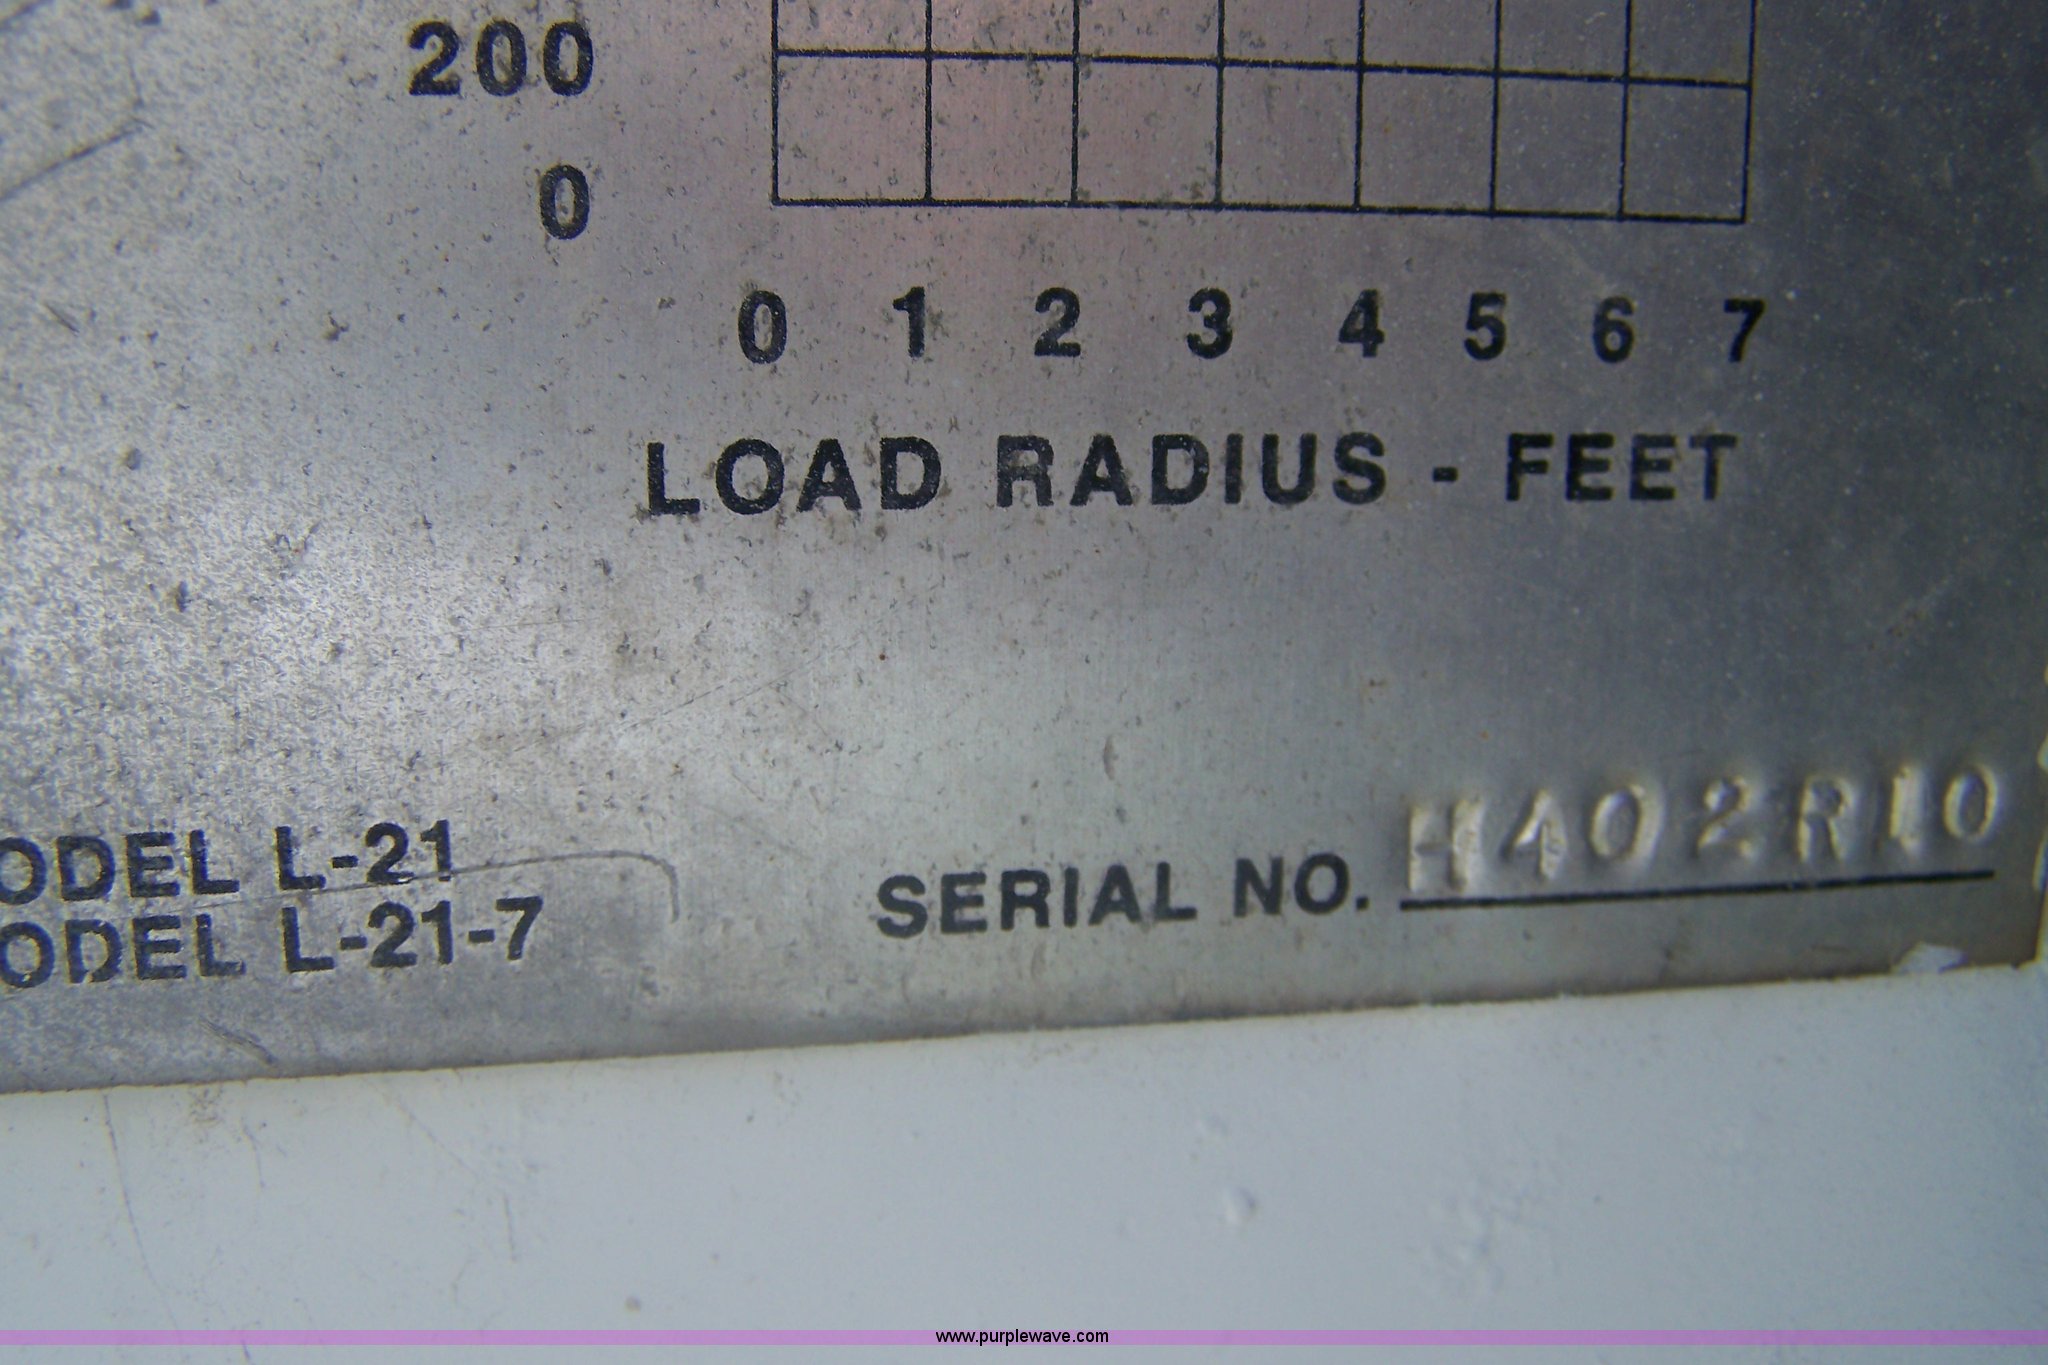 200
0
0 1 2 3 4 5 6 7
LOAD RADIUS - FEET
ODEL L-21
ODEL L-21-7
SERIAL NO. H402R10
www.purplewave.com